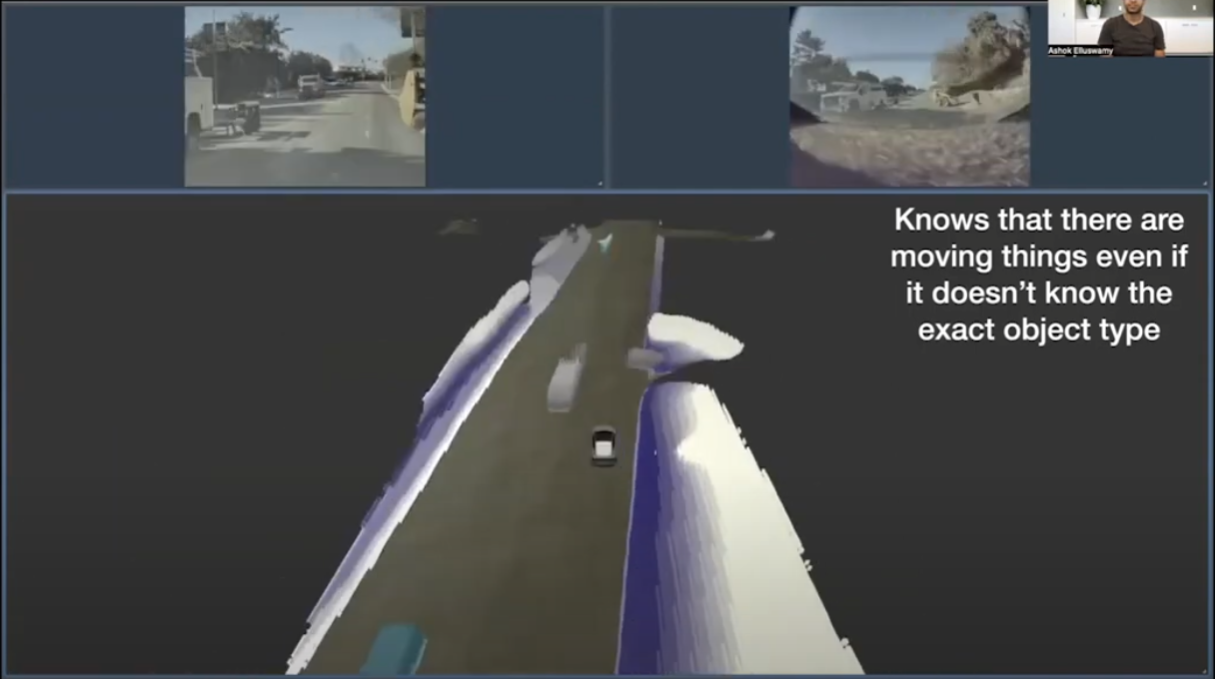 Ashok Elluswamy
Knows that there are
moving things even if
it doesn't know the
exact object type